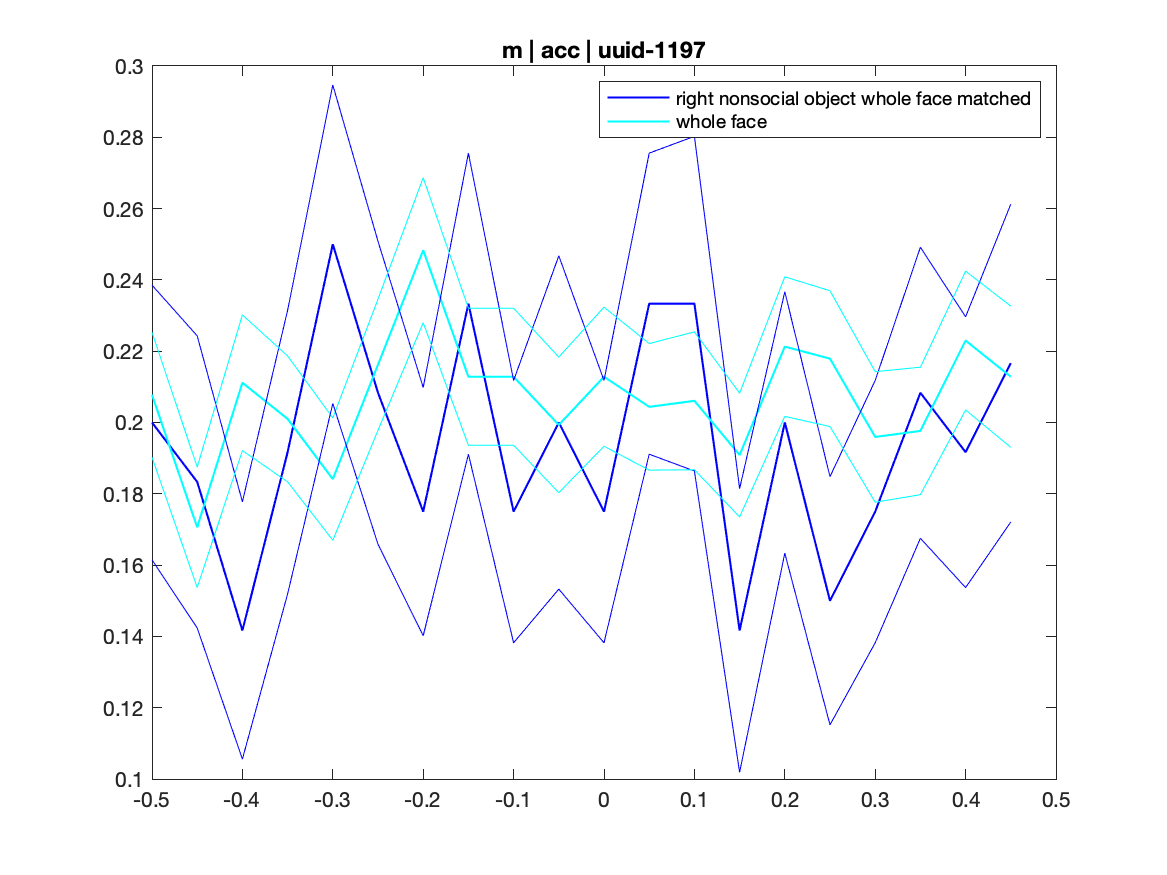 m | acc | uuid-1197
right nonsocial object whole face matched
whole face
0.3
0.28
0.26
0.24
0.22
0.2
0.18
0.16
0.14
0.12
0.1
-0.5 -0.4 -0.3 -0.2 -0.1 0 0.1 0.2 0.3 0.4 0.5